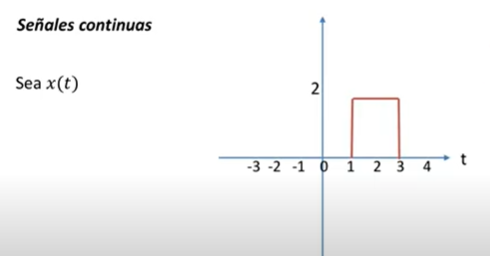 Señales continuas
Sea x(t)
2
-3 -2 -1 0 1 2 3 4 t